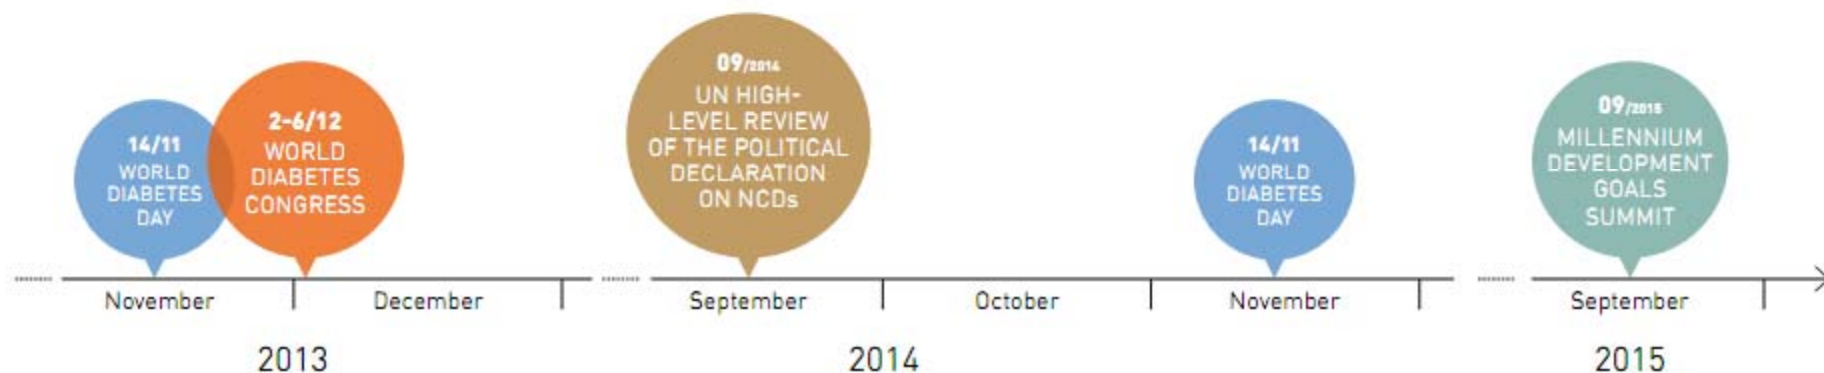 14/11
WORLD
DIABETES
DAY
2-6/12
WORLD
DIABETES
CONGRESS
09/2014
UN HIGH-
LEVEL REVIEW
OF THE POLITICAL
DECLARATION
ON NCDs
14/11
WORLD
DIABETES
DAY
09/2015
MILLENNIUM
DEVELOPMENT
GOALS
SUMMIT
November
December
September
October
November
September
2013
2014
2015